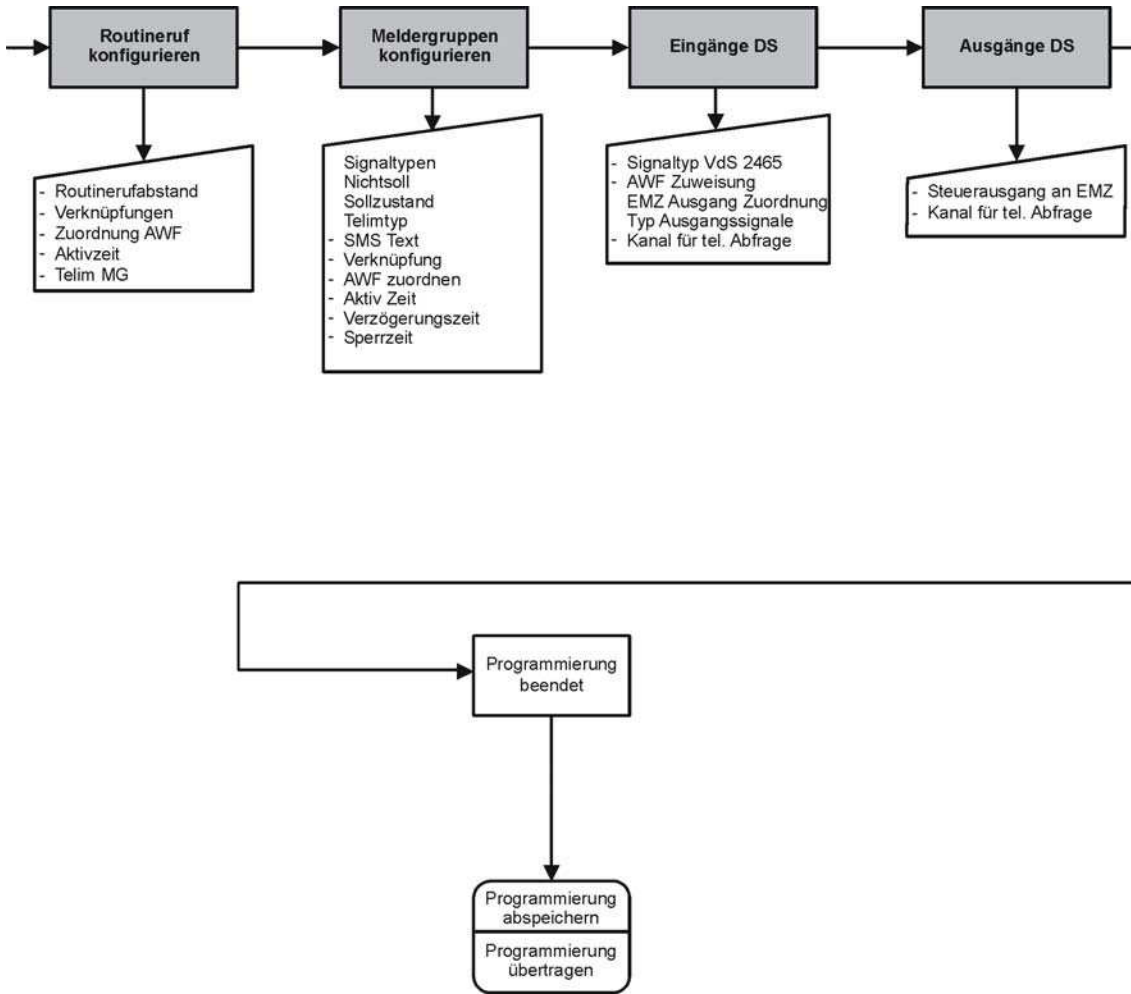 Routineruf
konfigurieren
Meldergruppen
konfigurieren
Eingänge DS
Ausgänge DS
- Routinerufabstand
- Verknüpfungen
- Zuordnung AWF
- Aktivzeit
- Telim MG
Signaltypen
Nichtsoll
Sollzustand
Telimtyp
- SMS Text
- Verknüpfung
- AWF zuordnen
- Aktiv Zeit
- Verzögerungszeit
- Sperrzeit
- Signaltyp VdS 2465
- AWF Zuweisung
EMZ Ausgang Zuordnung
Typ Ausgangssignale
- Kanal für tel. Abfrage
- Steuerausgang an EMZ
- Kanal für tel. Abfrage
Programmierung
beendet
Programmierung
abspeichern
Programmierung
übertragen